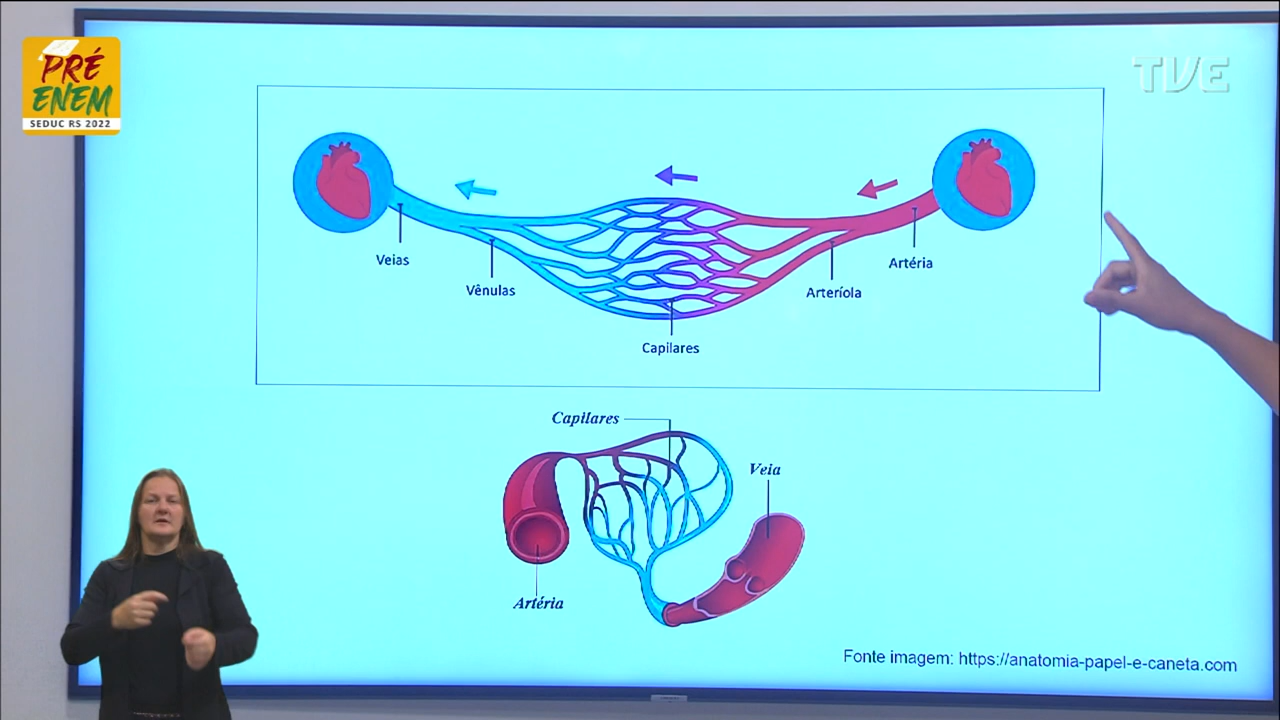 PRÉ
ENEM
SEDUC RS 2022
TVE
Veias
Vênulas
Capilares
Arteríola
Artéria
Capilares
Veia
Artéria
Fonte imagem: https://anatomia-papel-e-caneta.com